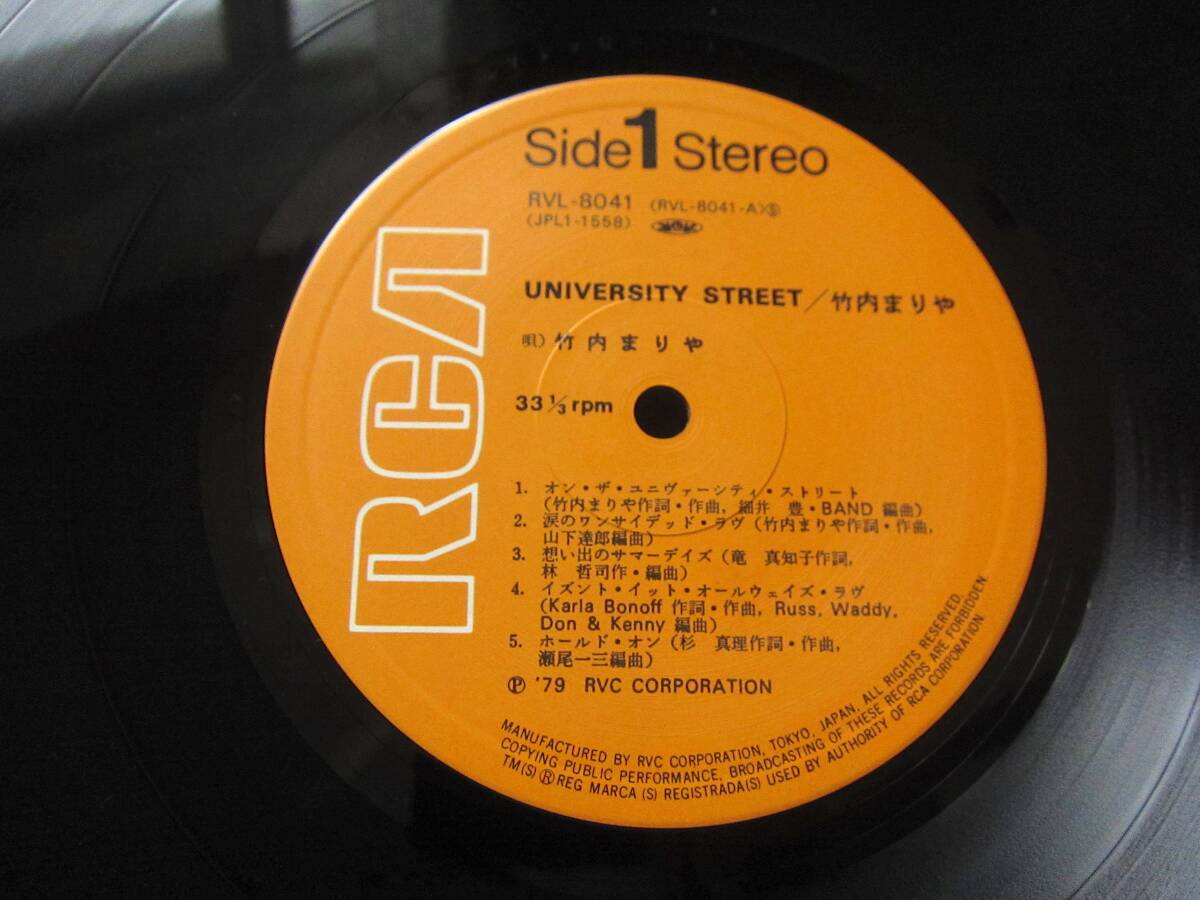 RCA
Side 1 Stereo
RVL-8041 (RVL-8041-A)Ⓢ
(JPL1-1558)
UNIVERSITY STREET/竹内まりや
唄)竹内まりや
33 1/3 rpm
1. オン・ザ・ユニヴァーシティ・ストリート
(竹内まりや作詞・作曲, 細井 豊・BAND 編曲)
2. 涙のワンサイデッド・ラヴ(竹内まりや作詞・作曲,
山下達郎編曲)
3. 想い出のサマーデイズ(竜 真知子作詞,
林 哲司作・編曲)
4. イズント・イット・オールウェイズ・ラヴ
(Karla Bonoff 作詞・作曲, Russ, Waddy,
Don & Kenny 編曲)
5. ホールド・オン(杉 真理作詞・作曲,
瀬尾一三編曲)
Ⓟ '79 RVC CORPORATION
MANUFACTURED BY RVC CORPORATION, TOKYO, JAPAN, ALL RIGHTS RESERVED.
COPYING PUBLIC PERFORMANCE, BROADCASTING OF THESE RECORDS ARE FORBIDDEN
TM(S) ® REG MARCA (S) REGISTRADA(S) USED BY AUTHORITY OF RCA CORPORATION.